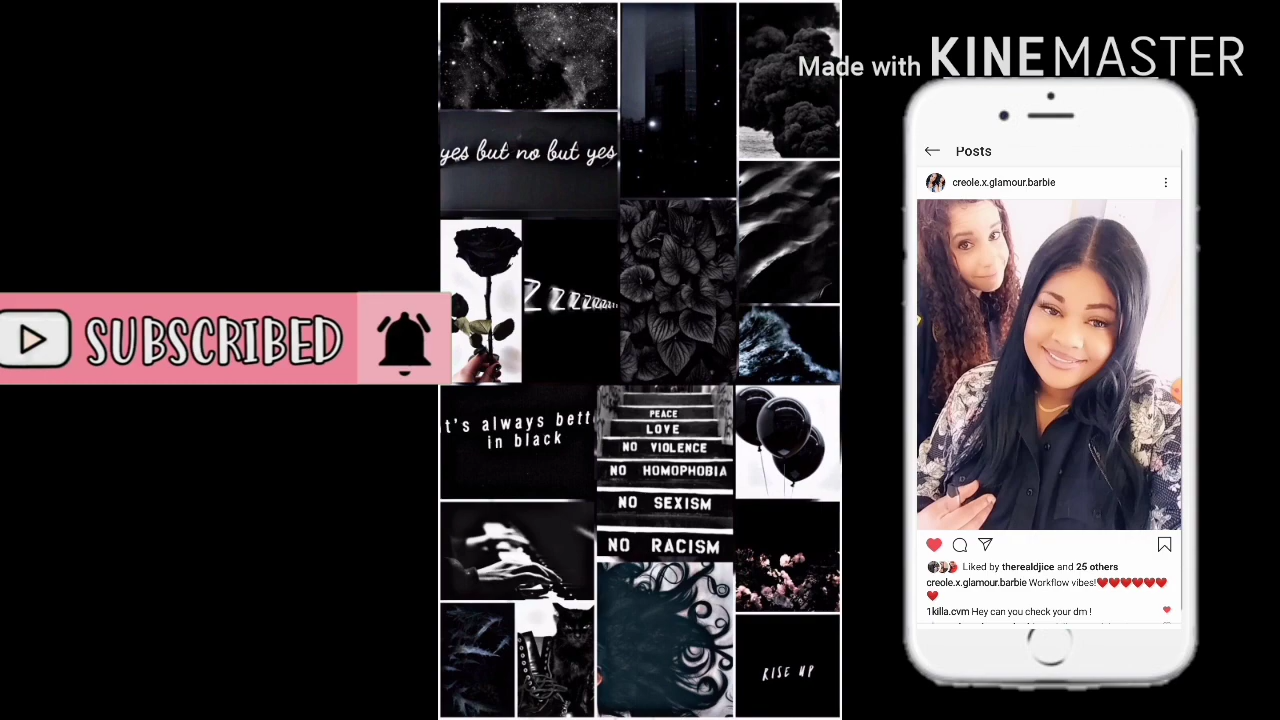 Made with KINEMASTER
yes but no but yes
Z Z Z Z Z Z Z
SUBSCRIBED
t's always bett
in black
PEACE
LOVE
NO VIOLENCE
NO HOMOPHOBIA
NO SEXISM
NO RACISM
RISE UP
Posts
creole.x.glamour.barbie
Liked by therealdjice and 25 others
creole.x.glamour.barbie Workflow vibes!❤️❤️❤️❤️❤️❤️
❤️
1killa.cvm Hey can you check your dm !